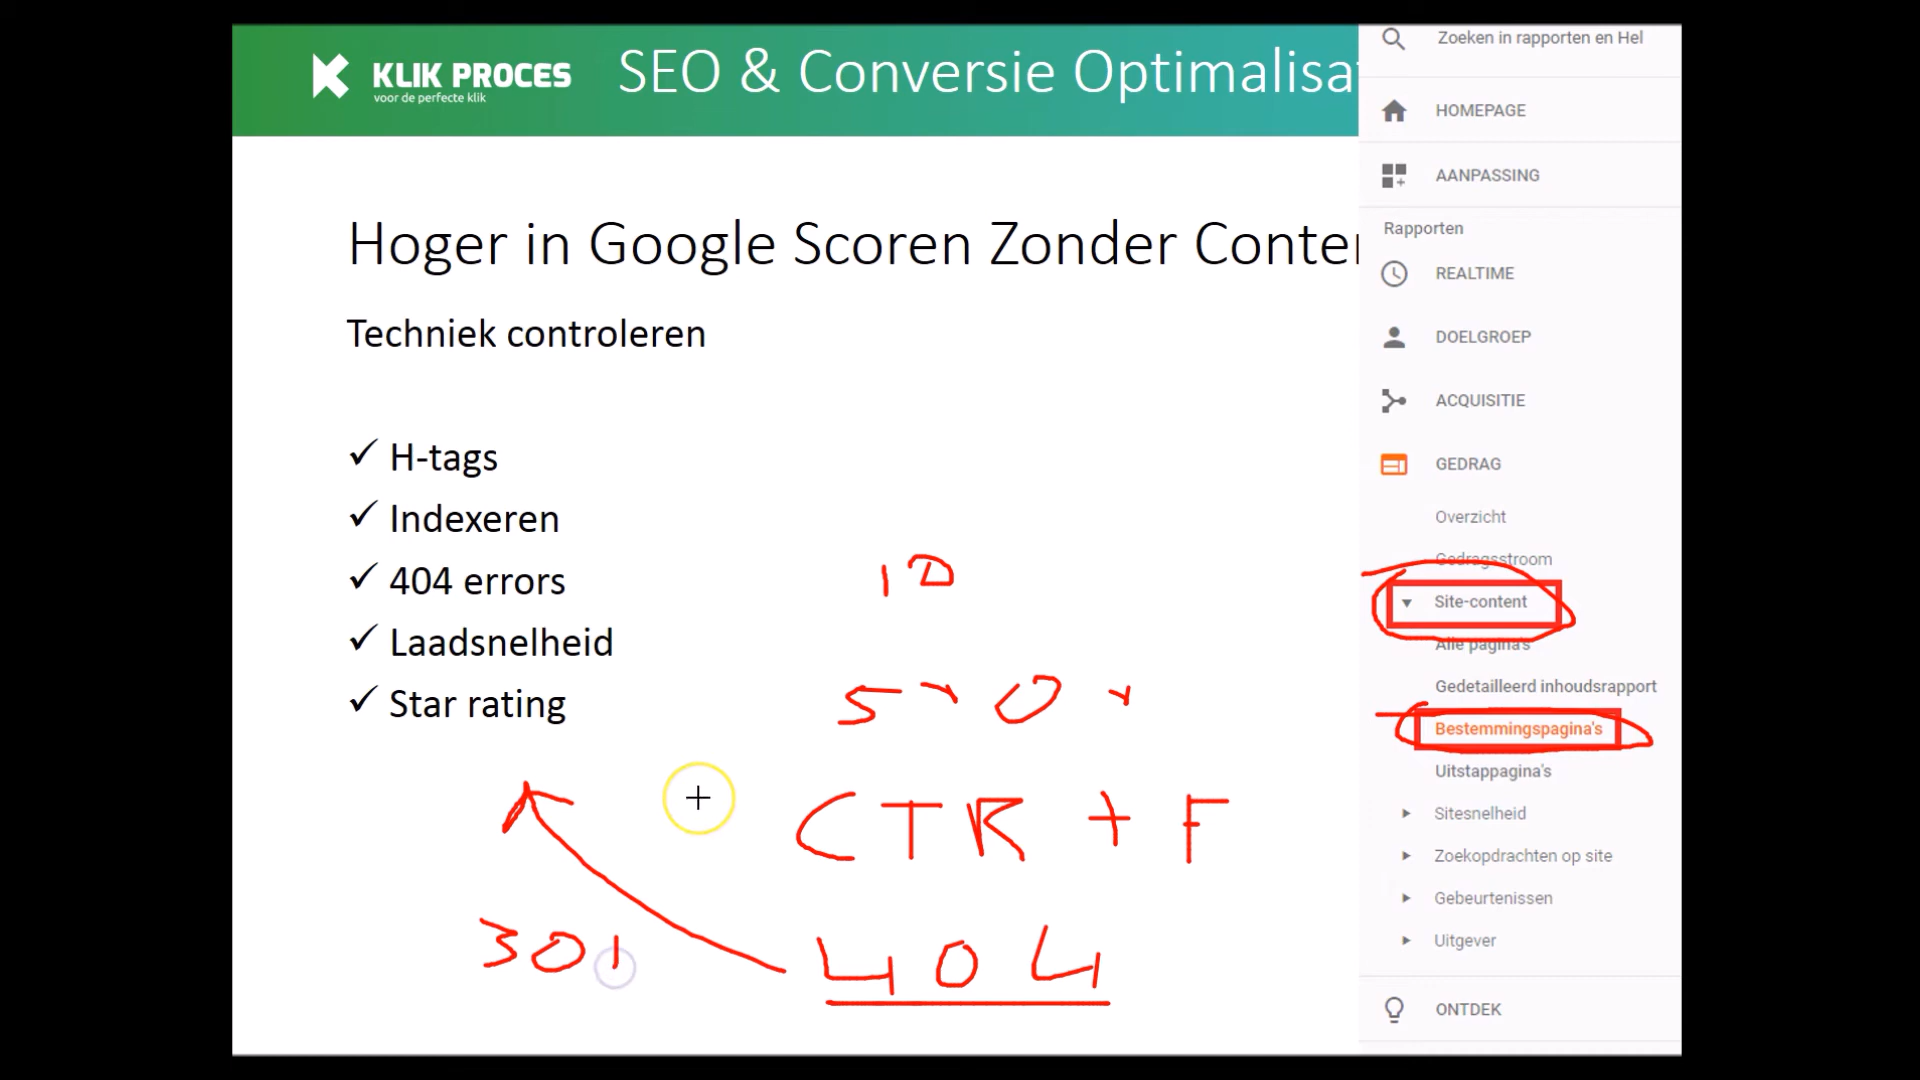 KLIK PROCES
voor de perfecte klik
SEO & Conversie Optimalisa
Hoger in Google Scoren Zonder Conte
Techniek controleren
✓ H-tags
✓ Indexeren
✓ 404 errors
✓ Laadsnelheid
✓ Star rating
CTR + F
301
404
Zoeken in rapporten en Hel
HOMEPAGE
AANPASSING
Rapporten
REALTIME
DOELGROEP
ACQUISITIE
GEDRAG
Overzicht
Gedragsstroom
Site-content
Alle pagina's
Gedetailleerd inhoudsrapport
Bestemmingspagina's
Uitstappagina's
Sitesnelheid
Zoekopdrachten op site
Gebeurtenissen
Uitgever
ONTDEK